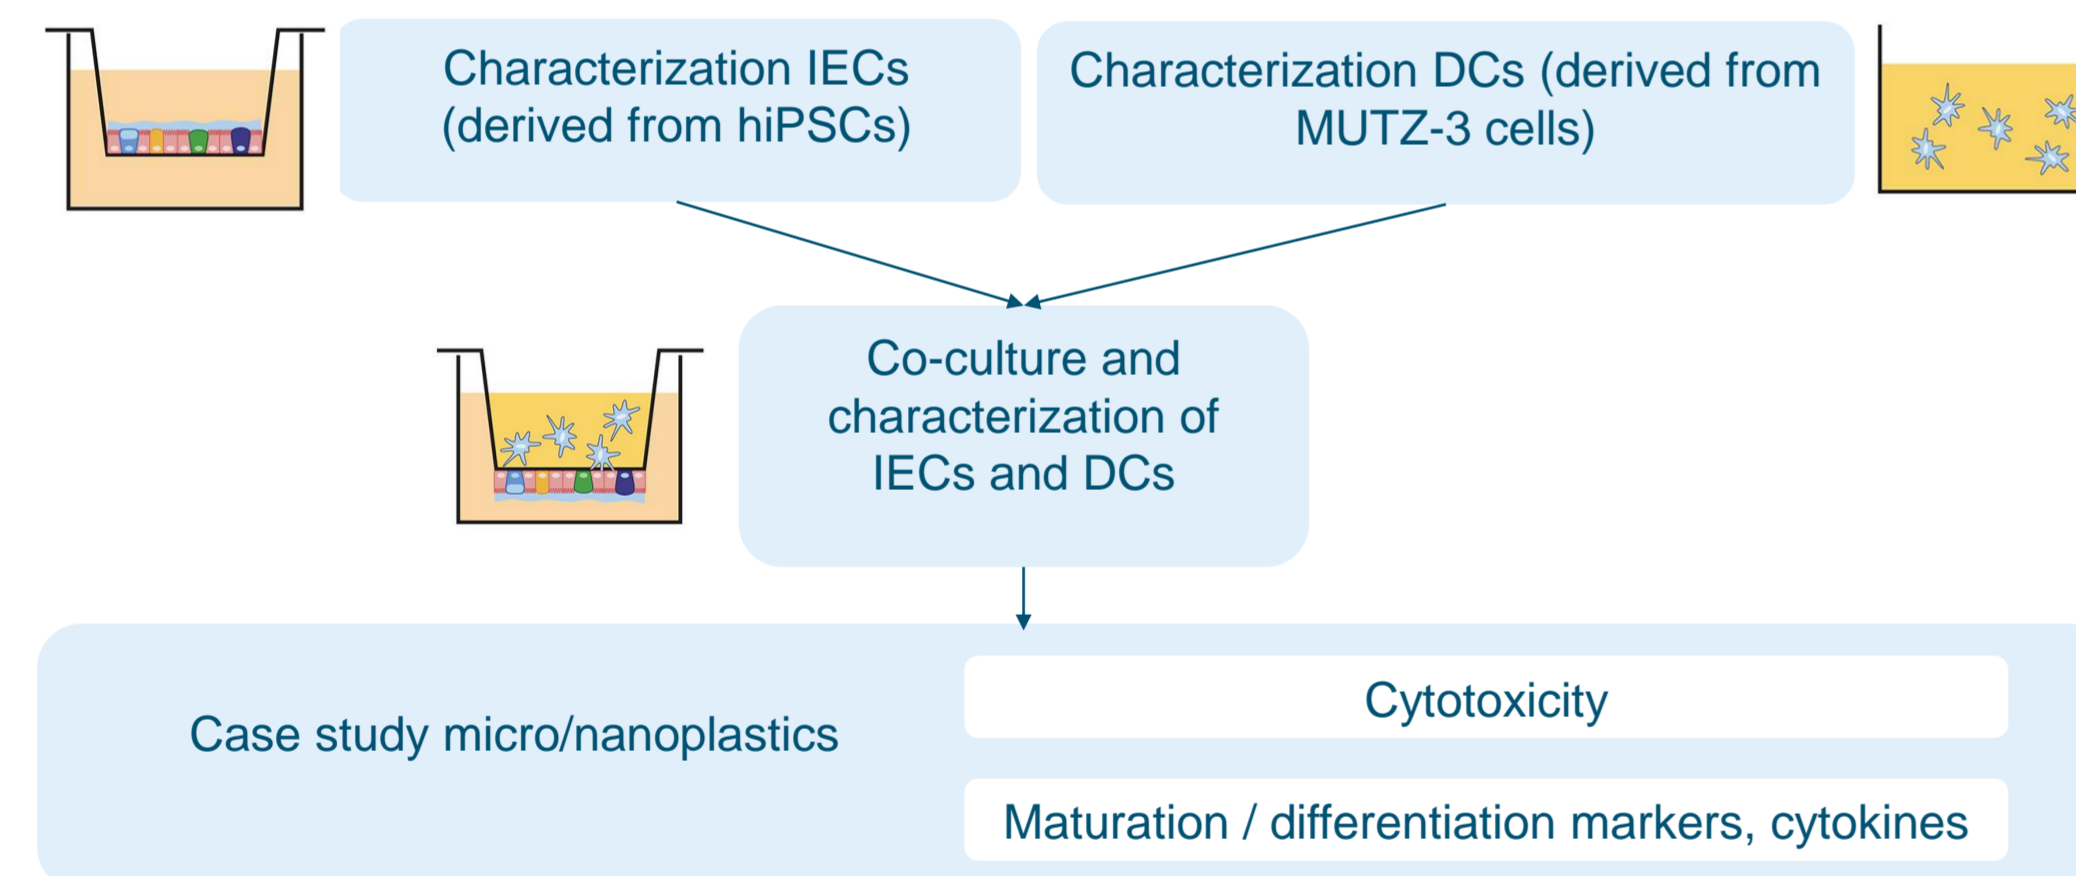 Characterization IECs
(derived from hiPSCs)
Characterization DCs (derived from
MUTZ-3 cells)
Co-culture and
characterization of
IECs and DCs
Case study micro/nanoplastics
Cytotoxicity
Maturation / differentiation markers, cytokines